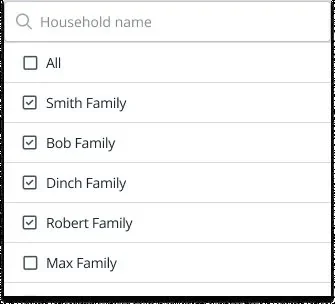 Household name
All
Smith Family
Bob Family
Dinch Family
Robert Family
Max Family